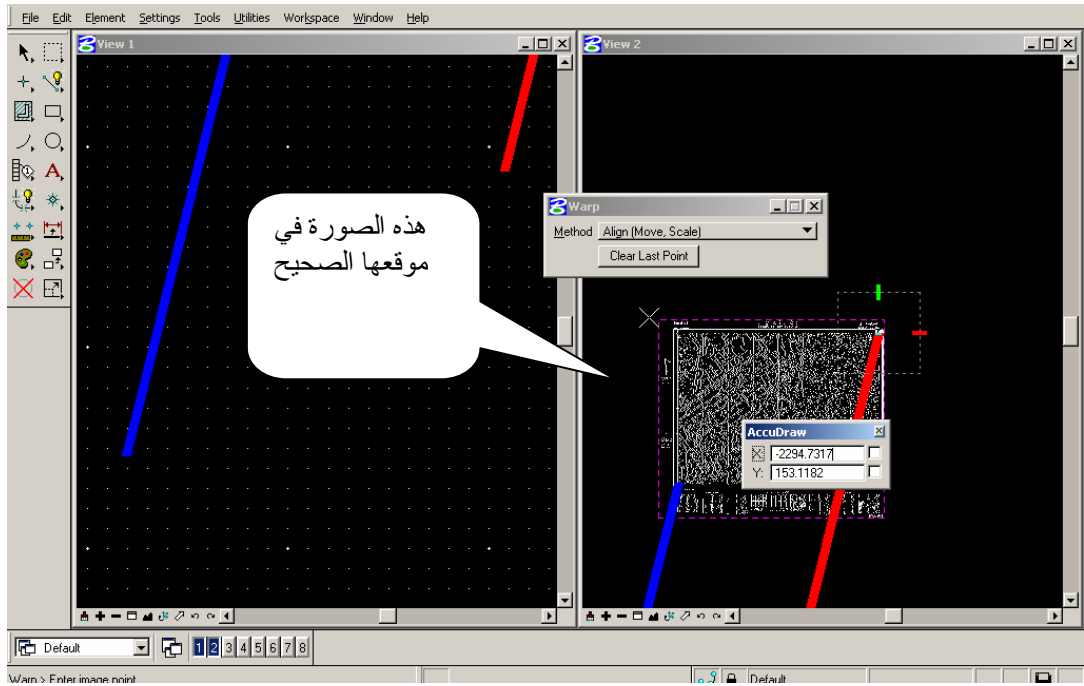 File Edit Element Settings Tools Utilities Workspace Window Help
View 1
View 2
هذه الصورة في
موقعها الصحيح
Warp
Method Align (Move, Scale)
Clear Last Point
AccuDraw
X: -2294.7317
Y: 153.1182
Default 1 2 3 4 5 6 7 8
Warp > Enter image point
Default